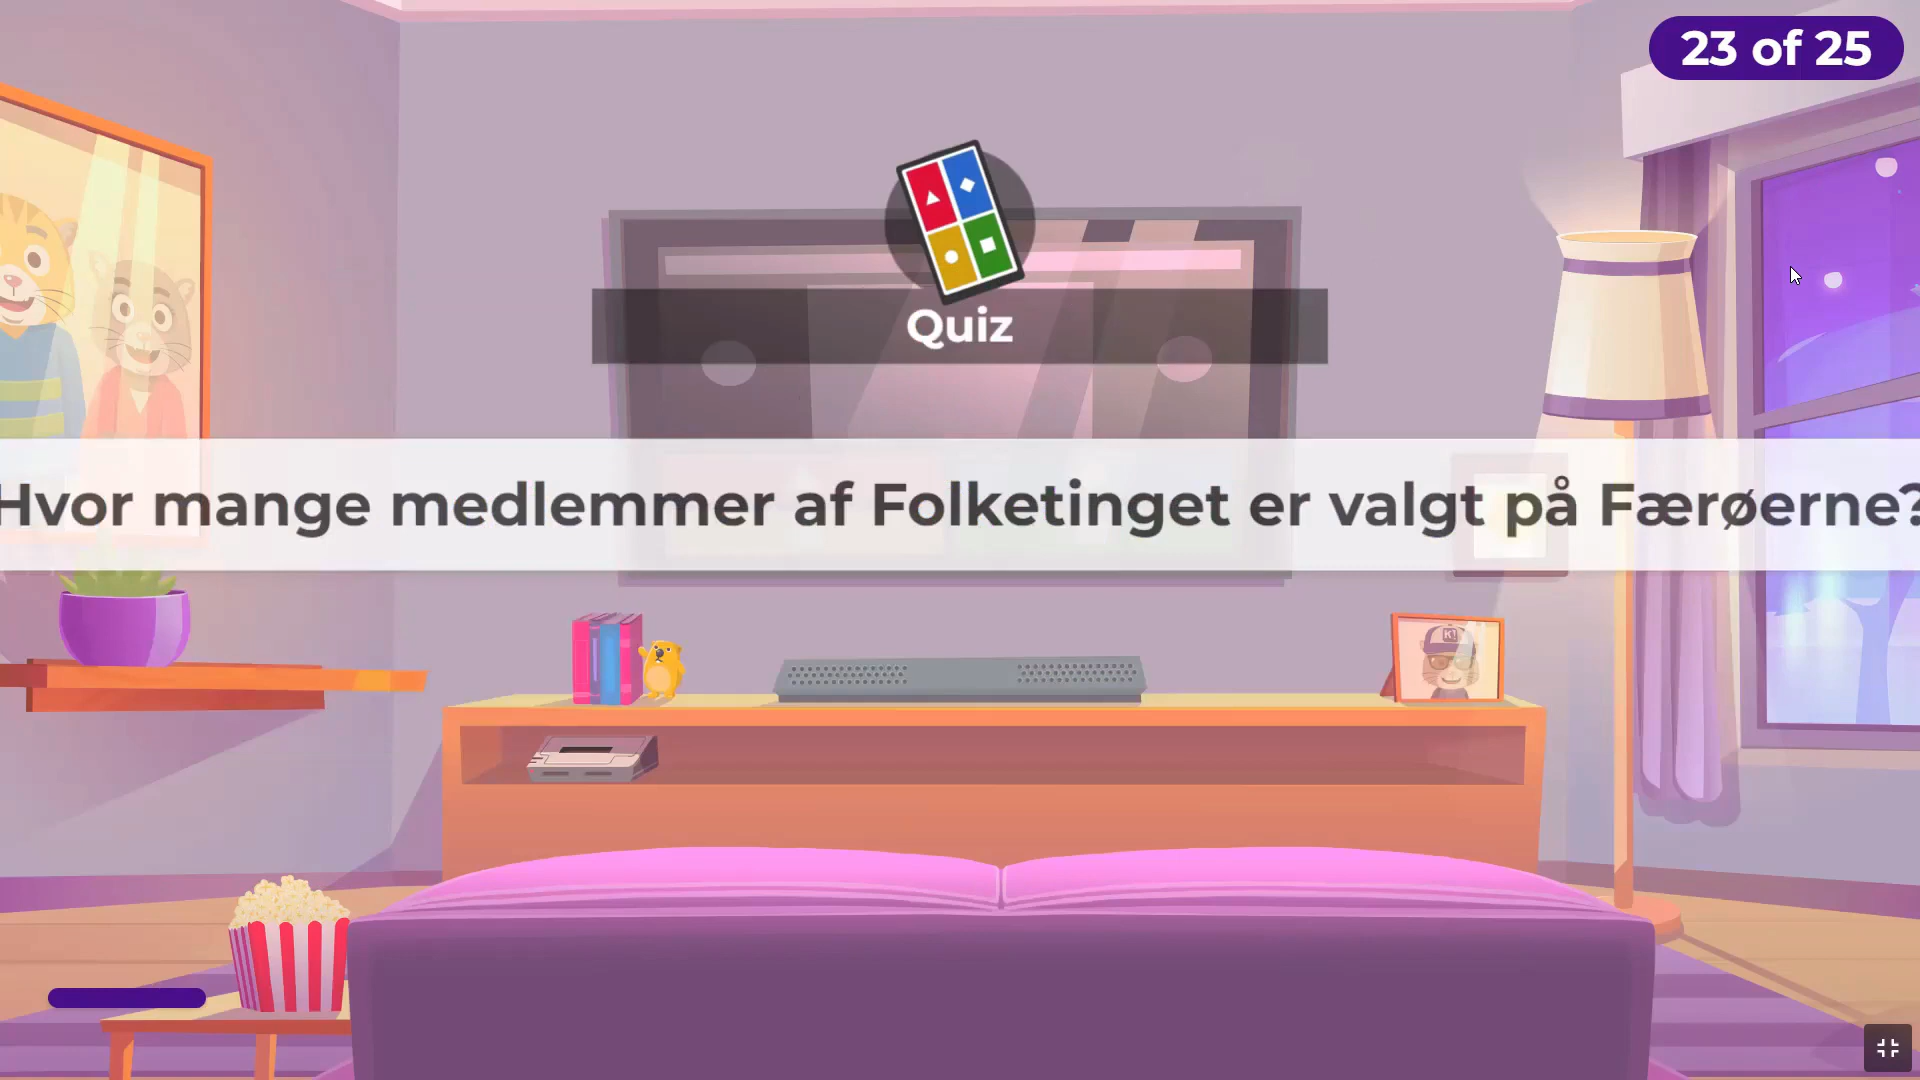 23 of 25
Quiz
Hvor mange medlemmer af Folketinget er valgt på Færøerne?
K!